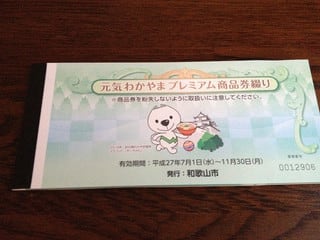 元気わかやまプレミアム商品券綴り
※商品券を紛失しないように取扱いに注意してください。
有効期間：平成27年7月1日(水)～11月30日(月)
発行：和歌山市
0012906